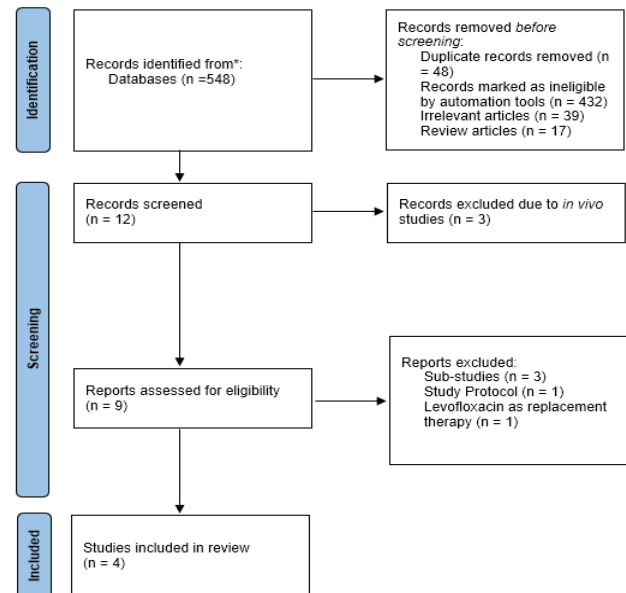 Identification
Records identified from*:
Databases (n =548)
Records removed before
screening:
Duplicate records removed (n
= 48)
Records marked as ineligible
by automation tools (n = 432)
Irrelevant articles (n = 39)
Review articles (n = 17)
Screening
Records screened
(n = 12)
Records excluded due to in vivo
studies (n = 3)
Reports assessed for eligibility
(n = 9)
Reports excluded:
Sub-studies (n = 3)
Study Protocol (n = 1)
Levofloxacin as replacement
therapy (n = 1)
Included
Studies included in review
(n = 4)